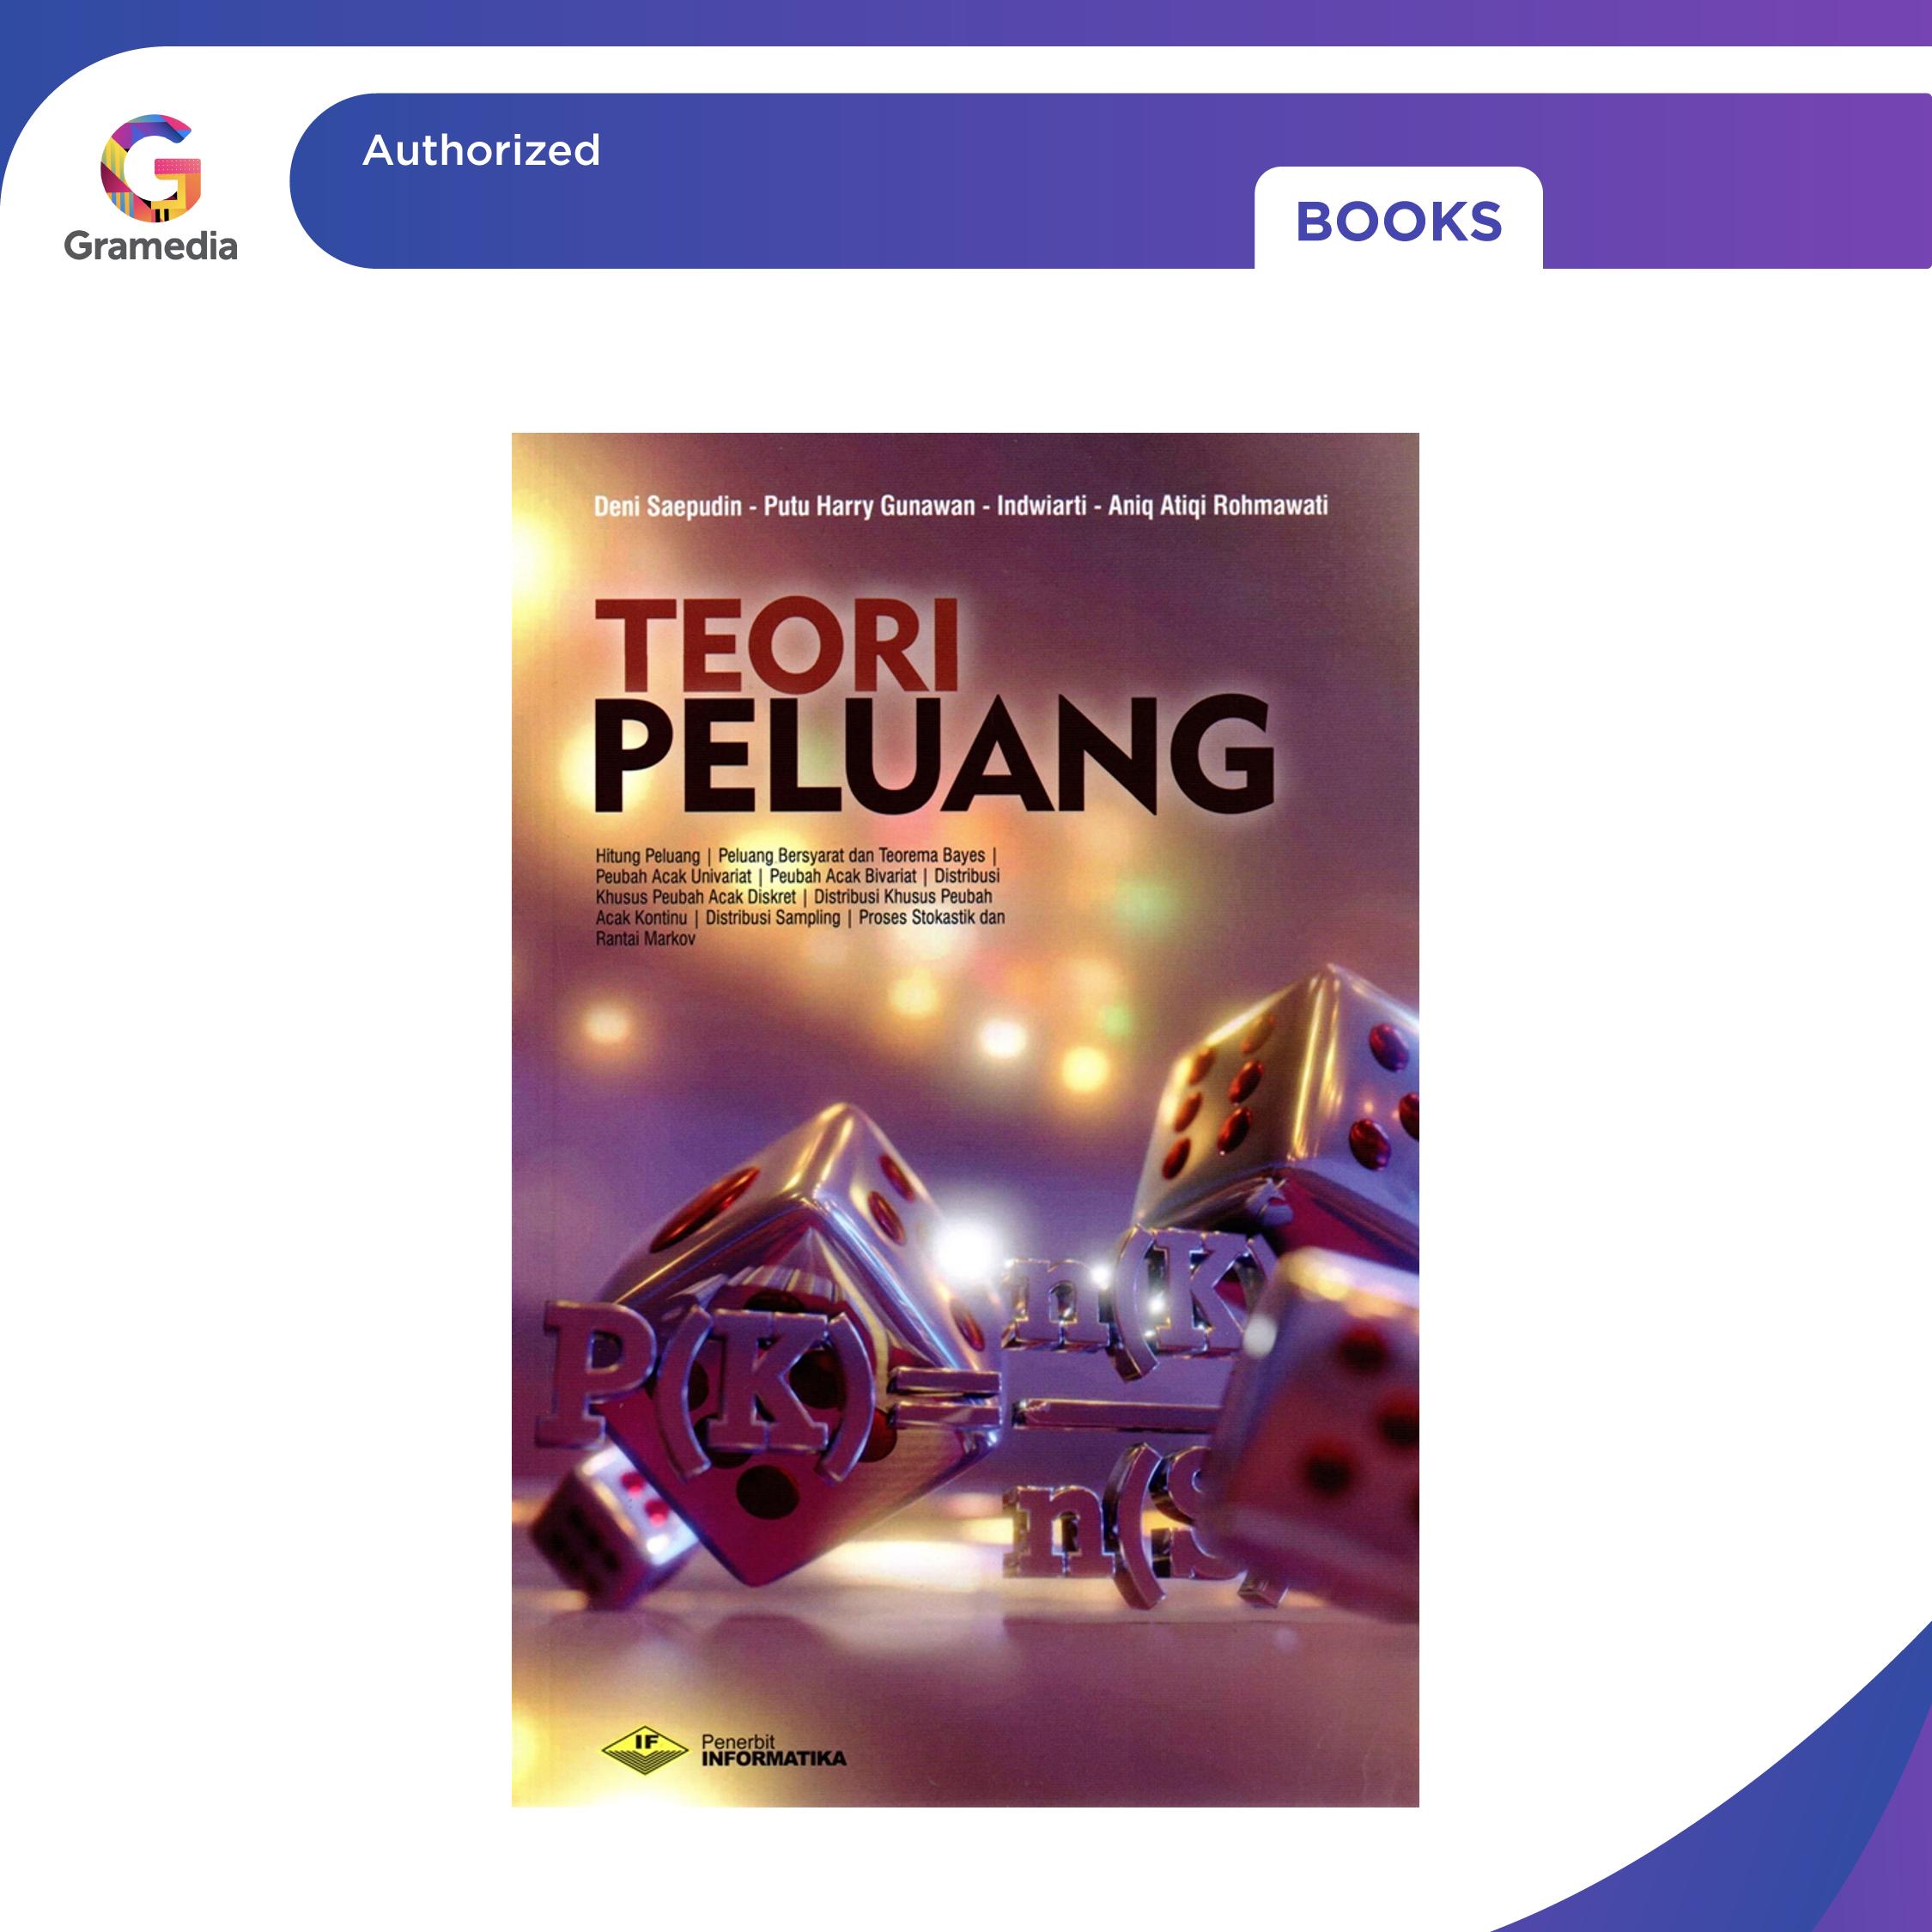 Authorized
BOOKS
Gramedia
Deni Saepudin - Putu Harry Gunawan - Indwiarti - Aniq Atiqi Rohmawati
TEORI
PELUANG
Hitung Peluang | Peluang Bersyarat dan Teorema Bayes |
Peubah Acak Univariat | Peubah Acak Bivariat | Distribusi
Khusus Peubah Acak Diskret | Distribusi Khusus Peubah
Acak Kontinu | Distribusi Sampling | Proses Stokastik dan
Rantai Markov
n(K)
P(K) =
n(S)
IF
Penerbit
INFORMATIKA